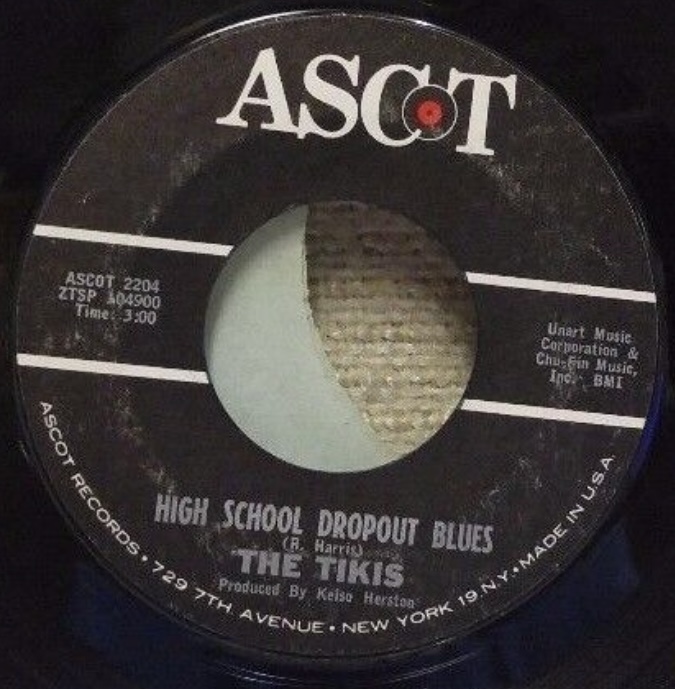 ASCOT
ASCOT 2204
ZTSP 104900
Time: 3:00
Unart Music
Corporation &
Chu-Fin Music,
Inc. BMI
HIGH SCHOOL DROPOUT BLUES
(R. Harris)
THE TIKIS
Produced By Kelso Herston
ASCOT RECORDS • 729 7TH AVENUE • NEW YORK 19 N.Y. • MADE IN U.S.A.